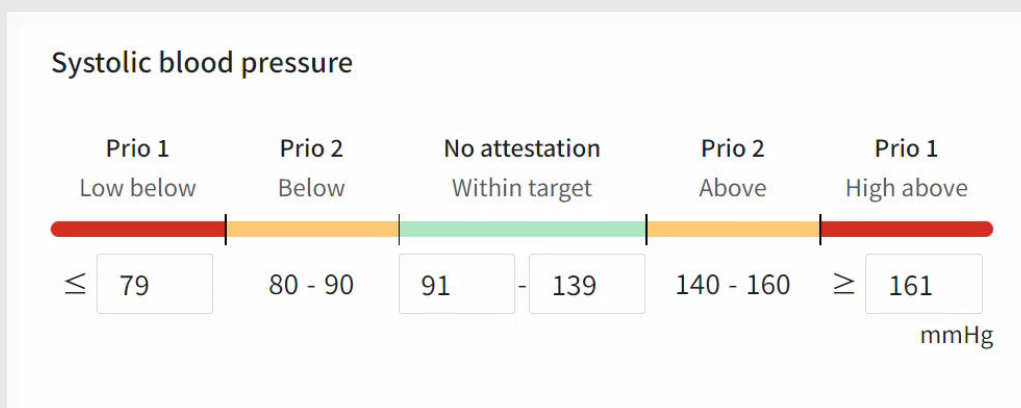 Systolic blood pressure
Prio 1 Prio 2 No attestation Prio 2 Prio 1
Low below Below Within target Above High above
≤ 79 80 - 90 91 - 139 140 - 160 ≥ 161
mmHg